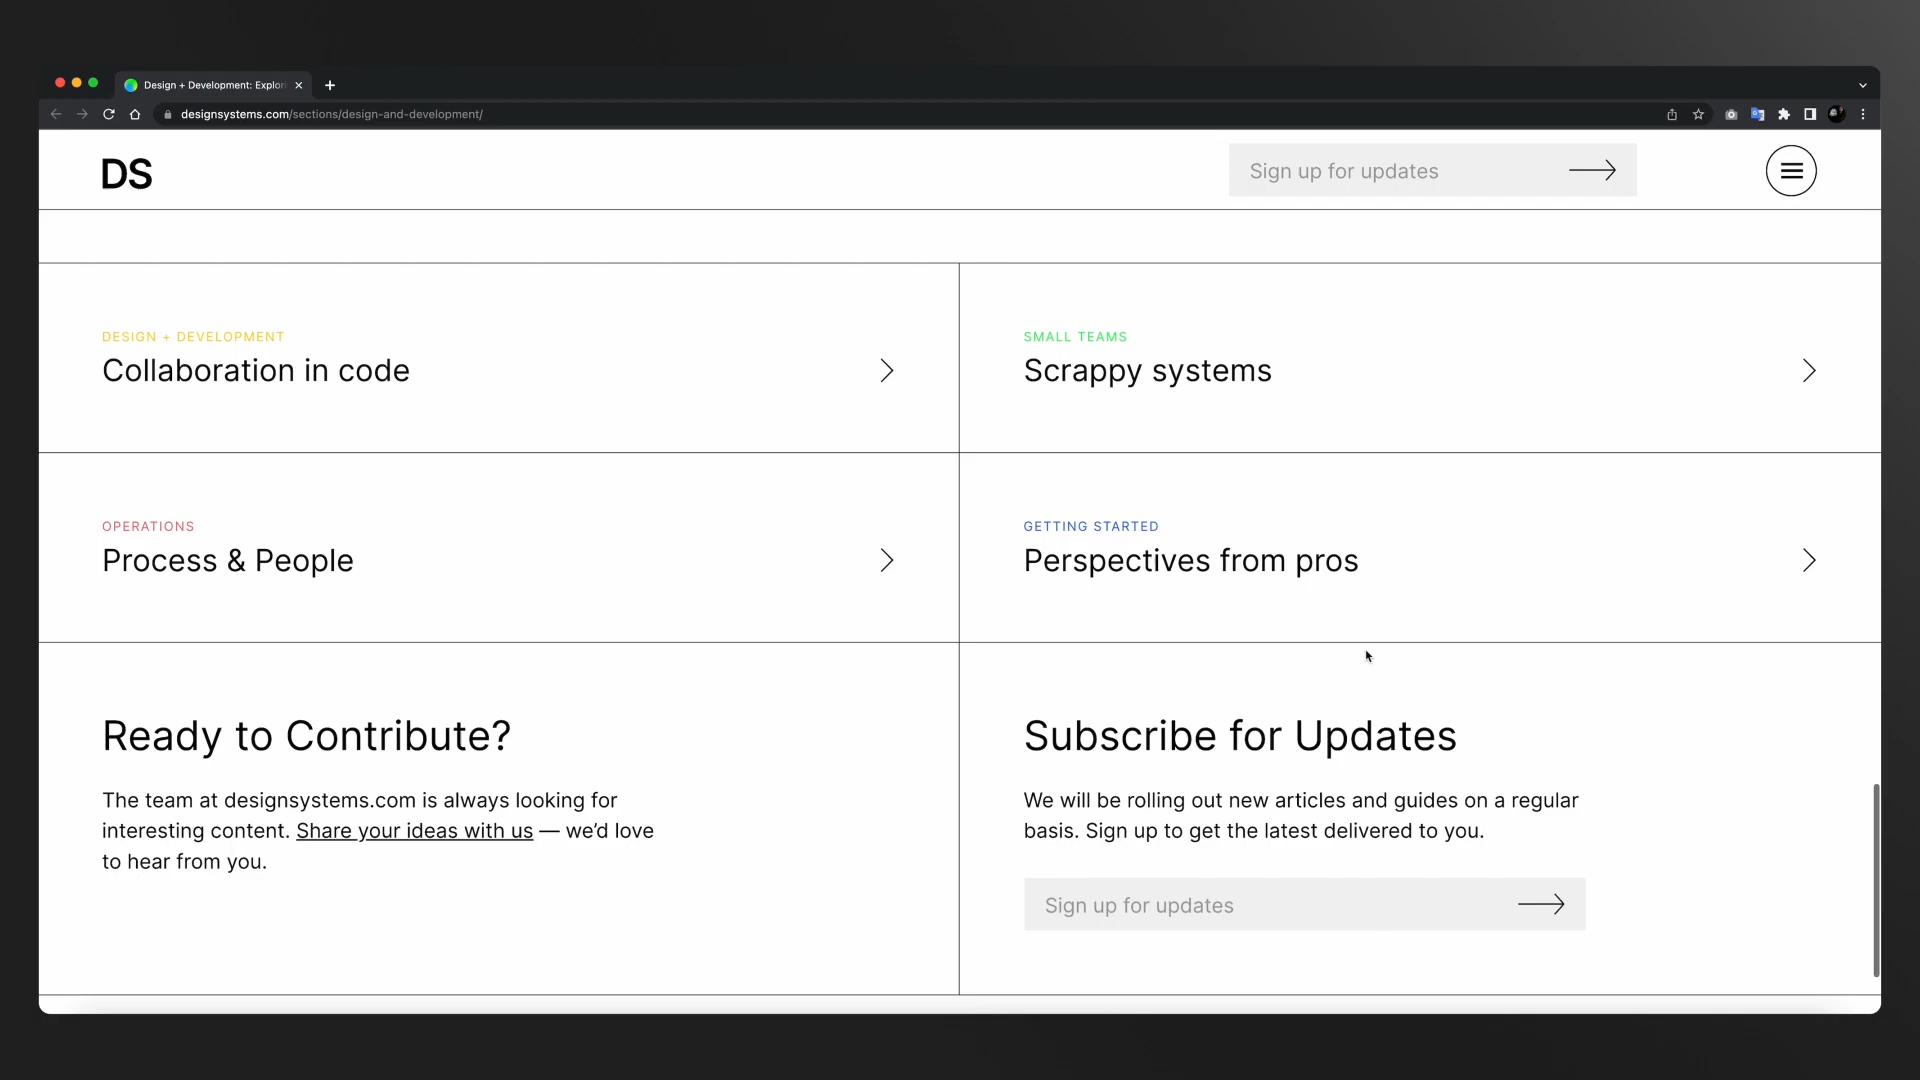 Design + Development: Explori
designsystems.com/sections/design-and-development/
DS
Sign up for updates
DESIGN + DEVELOPMENT
Collaboration in code
SMALL TEAMS
Scrappy systems
OPERATIONS
Process & People
GETTING STARTED
Perspectives from pros
Ready to Contribute?
The team at designsystems.com is always looking for
interesting content. Share your ideas with us — we’d love
to hear from you.
Subscribe for Updates
We will be rolling out new articles and guides on a regular
basis. Sign up to get the latest delivered to you.
Sign up for updates